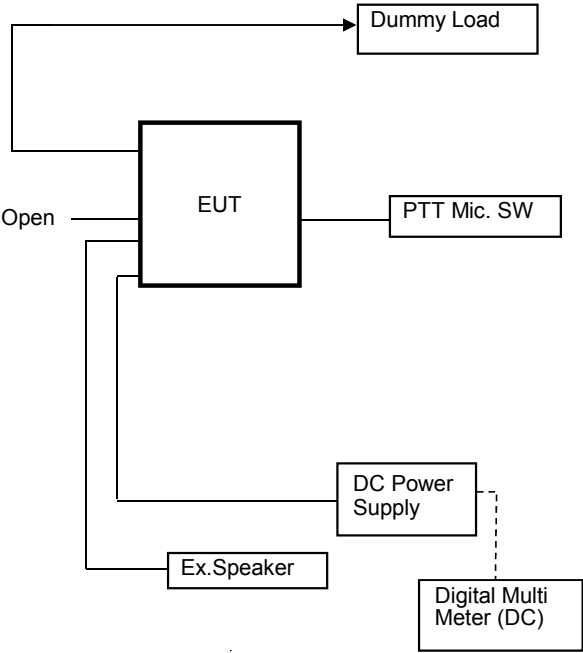 Dummy Load
EUT
Open
PTT Mic. SW
DC Power
Supply
Ex.Speaker
Digital Multi
Meter (DC)